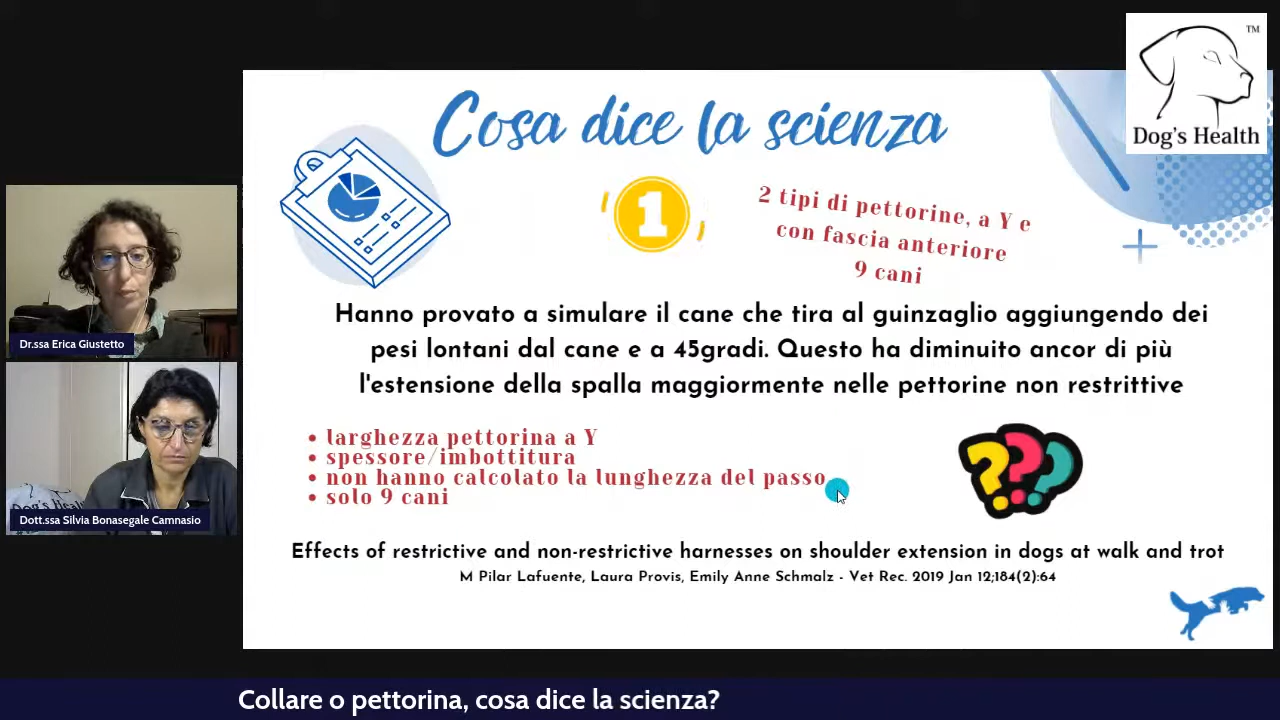 Cosa dice la scienza
TM
Dog's Health
1
2 tipi di pettorine, a Y e
con fascia anteriore
9 cani
Hanno provato a simulare il cane che tira al guinzaglio aggiungendo dei
pesi lontani dal cane e a 45gradi. Questo ha diminuito ancor di più
l'estensione della spalla maggiormente nelle pettorine non restrittive
• larghezza pettorina a Y
• spessore/imbottitura
• non hanno calcolato la lunghezza del passo
• solo 9 cani
???
Effects of restrictive and non-restrictive harnesses on shoulder extension in dogs at walk and trot
M Pilar Lafuente, Laura Provis, Emily Anne Schmalz - Vet Rec. 2019 Jan 12;184(2):64
Dr.ssa Erica Giustetto
Dott.ssa Silvia Bonasegale Camnasio
Collare o pettorina, cosa dice la scienza?